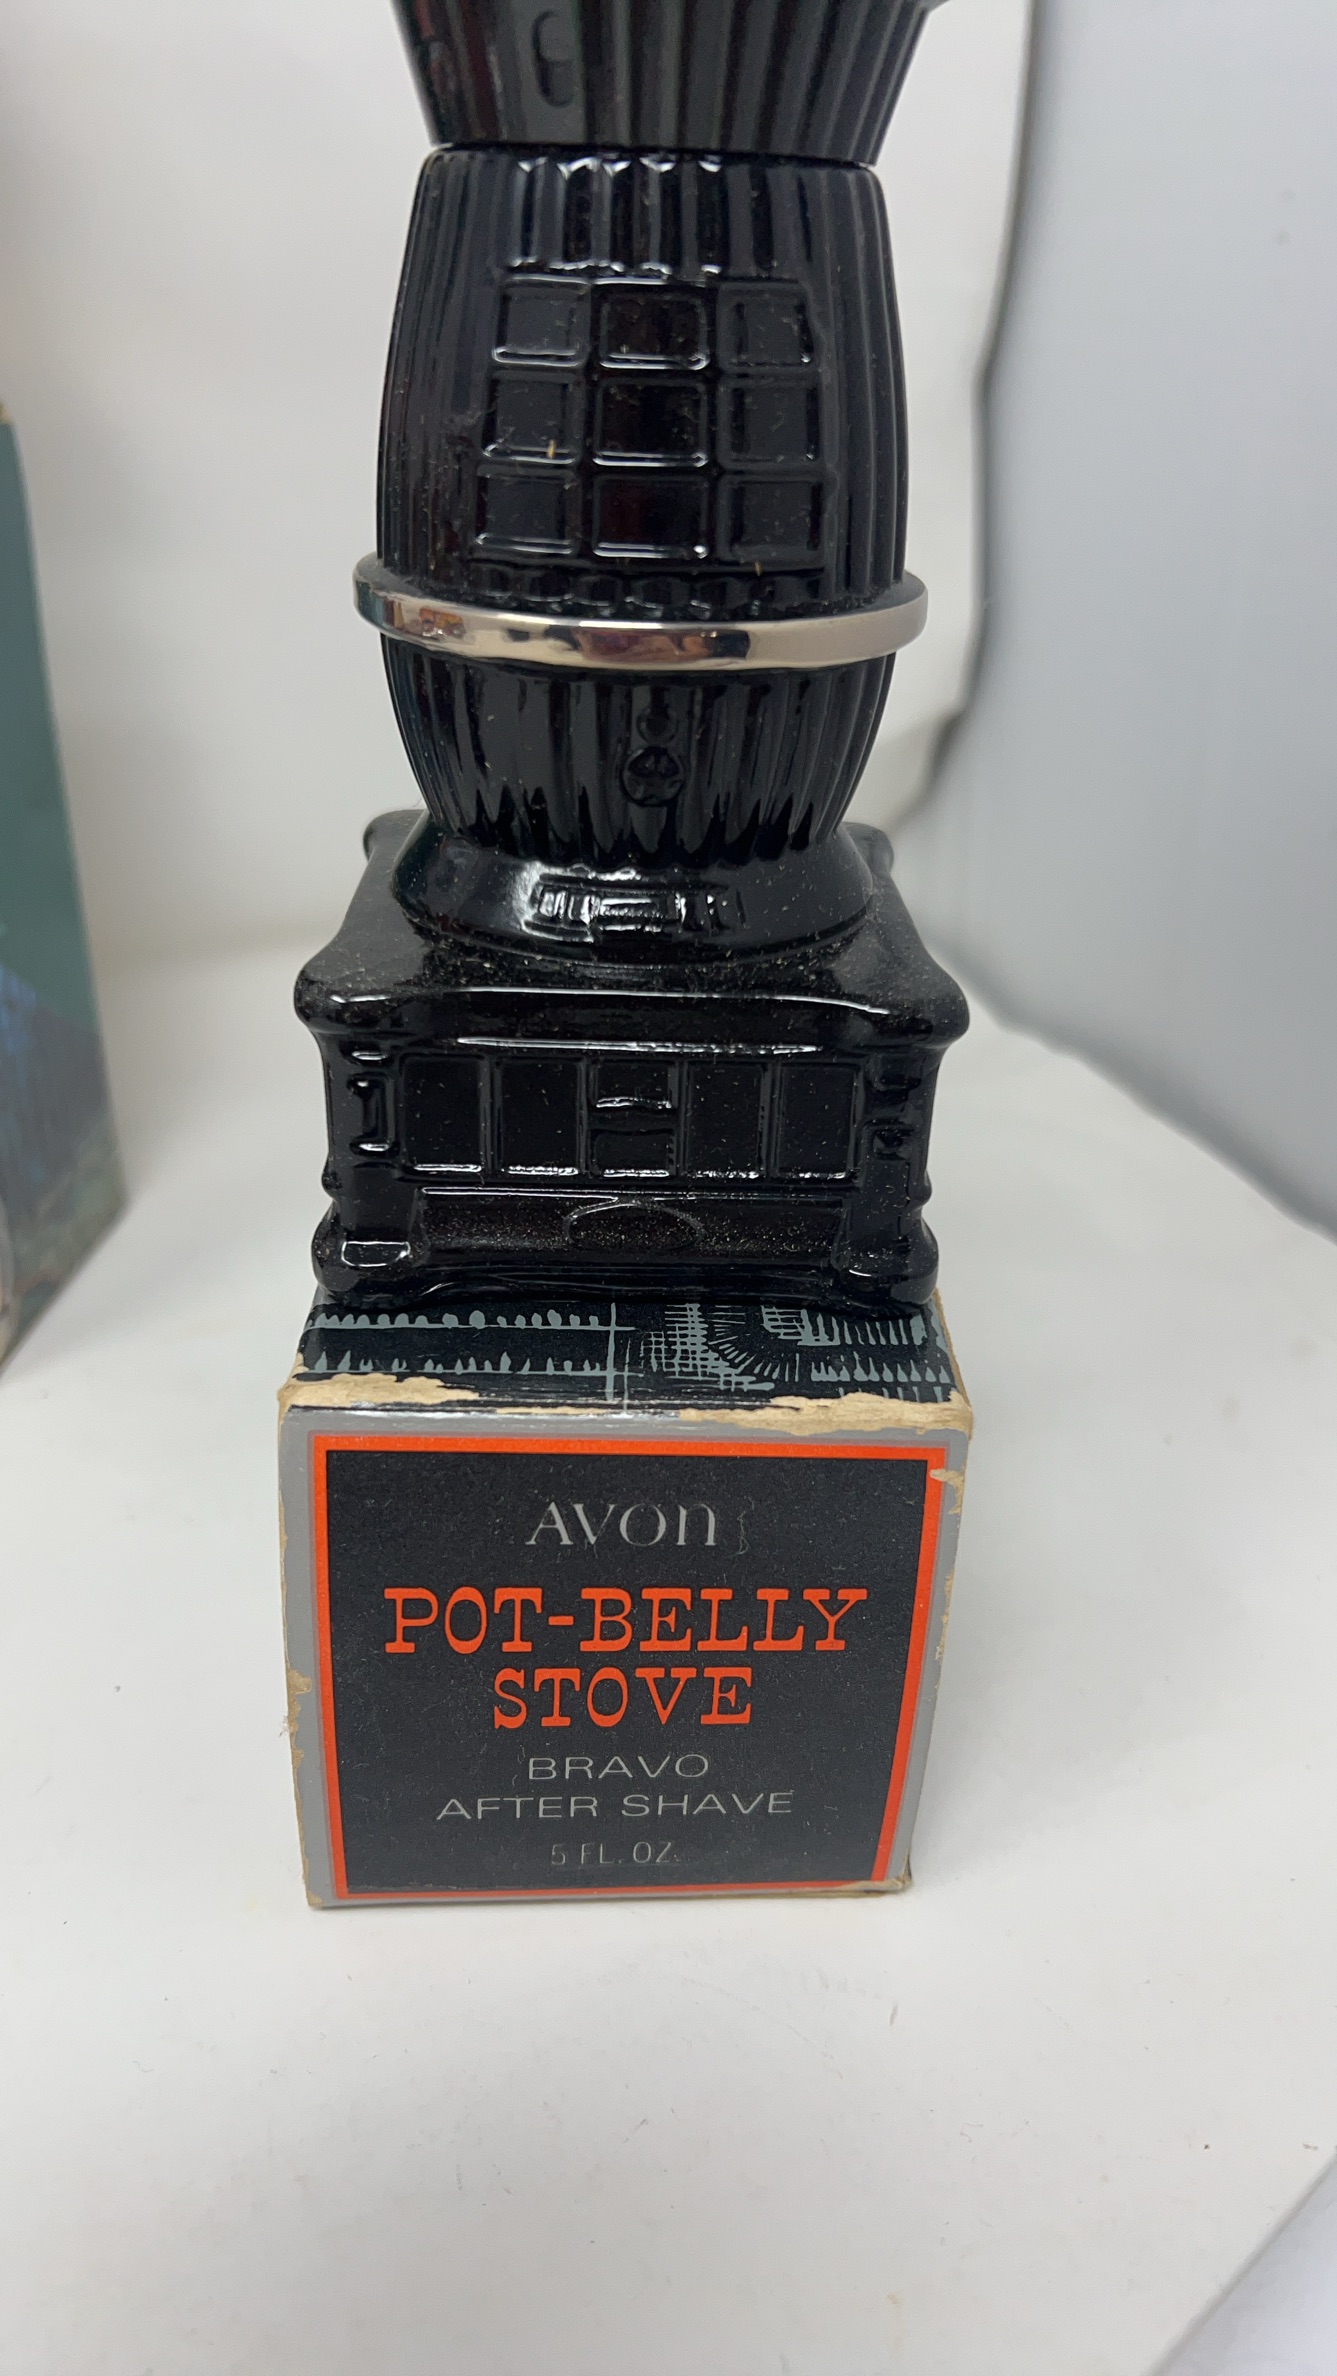 AVON
POT-BELLY
STOVE
BRAVO
AFTER SHAVE
5 FL. OZ.